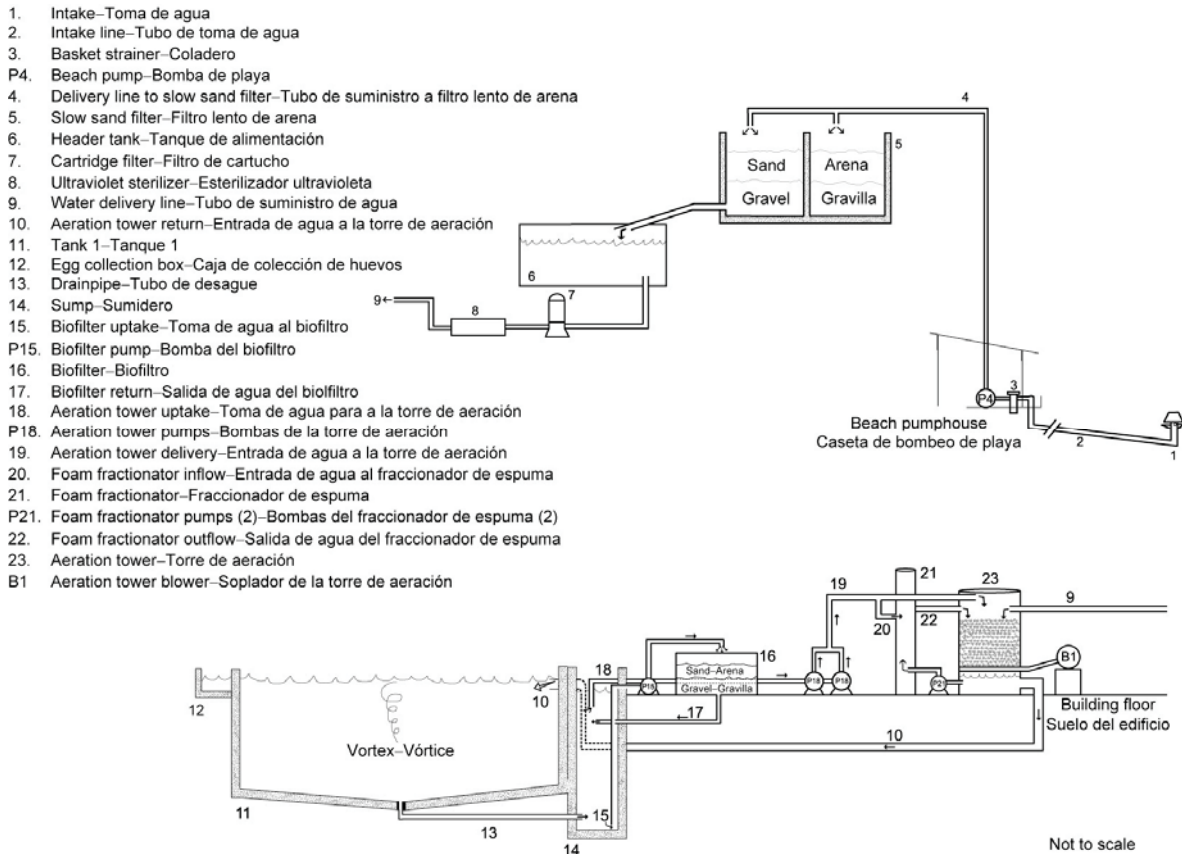 1. Intake–Toma de agua
2. Intake line–Tubo de toma de agua
3. Basket strainer–Coladero
P4. Beach pump–Bomba de playa
4. Delivery line to slow sand filter–Tubo de suministro a filtro lento de arena
5. Slow sand filter–Filtro lento de arena
6. Header tank–Tanque de alimentación
7. Cartridge filter–Filtro de cartucho
8. Ultraviolet sterilizer–Esterilizador ultravioleta
9. Water delivery line–Tubo de suministro de agua
10. Aeration tower return–Entrada de agua a la torre de aeración
11. Tank 1–Tanque 1
12. Egg collection box–Caja de colección de huevos
13. Drainpipe–Tubo de desague
14. Sump–Sumidero
15. Biofilter uptake–Toma de agua al biofiltro
P15. Biofilter pump–Bomba del biofiltro
16. Biofilter–Biofiltro
17. Biofilter return–Salida de agua del biolfiltro
18. Aeration tower uptake–Toma de agua para a la torre de aeración
P18. Aeration tower pumps–Bombas de la torre de aeración
19. Aeration tower delivery–Entrada de agua a la torre de aeración
20. Foam fractionator inflow–Entrada de agua al fraccionador de espuma
21. Foam fractionator–Fraccionador de espuma
P21. Foam fractionator pumps (2)–Bombas del fraccionador de espuma (2)
22. Foam fractionator outflow–Salida de agua del fraccionador de espuma
23. Aeration tower–Torre de aeración
B1 Aeration tower blower–Soplador de la torre de aeración
4
5
Sand Arena
Gravel Gravilla
6
7
8
9
P4
3
Beach pumphouse
Caseta de bombeo de playa
2
1
21
23
19
9
20
22
16
18
Sand–Arena
Gravel–Gravilla
P15
P18
P18
P21
B1
12
10
17
Building floor
Suelo del edificio
Vortex–Vórtice
10
11
15
13
14
Not to scale